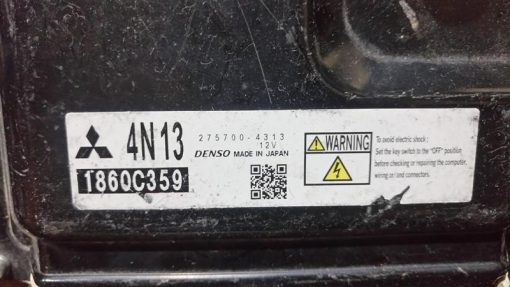 4N13
1860C359
275700-4313
12V
DENSO MADE IN JAPAN
WARNING
To avoid electric shock :
Set the key switch to the "OFF" position
before checking or repairing the computer,
wiring or/and connectors.